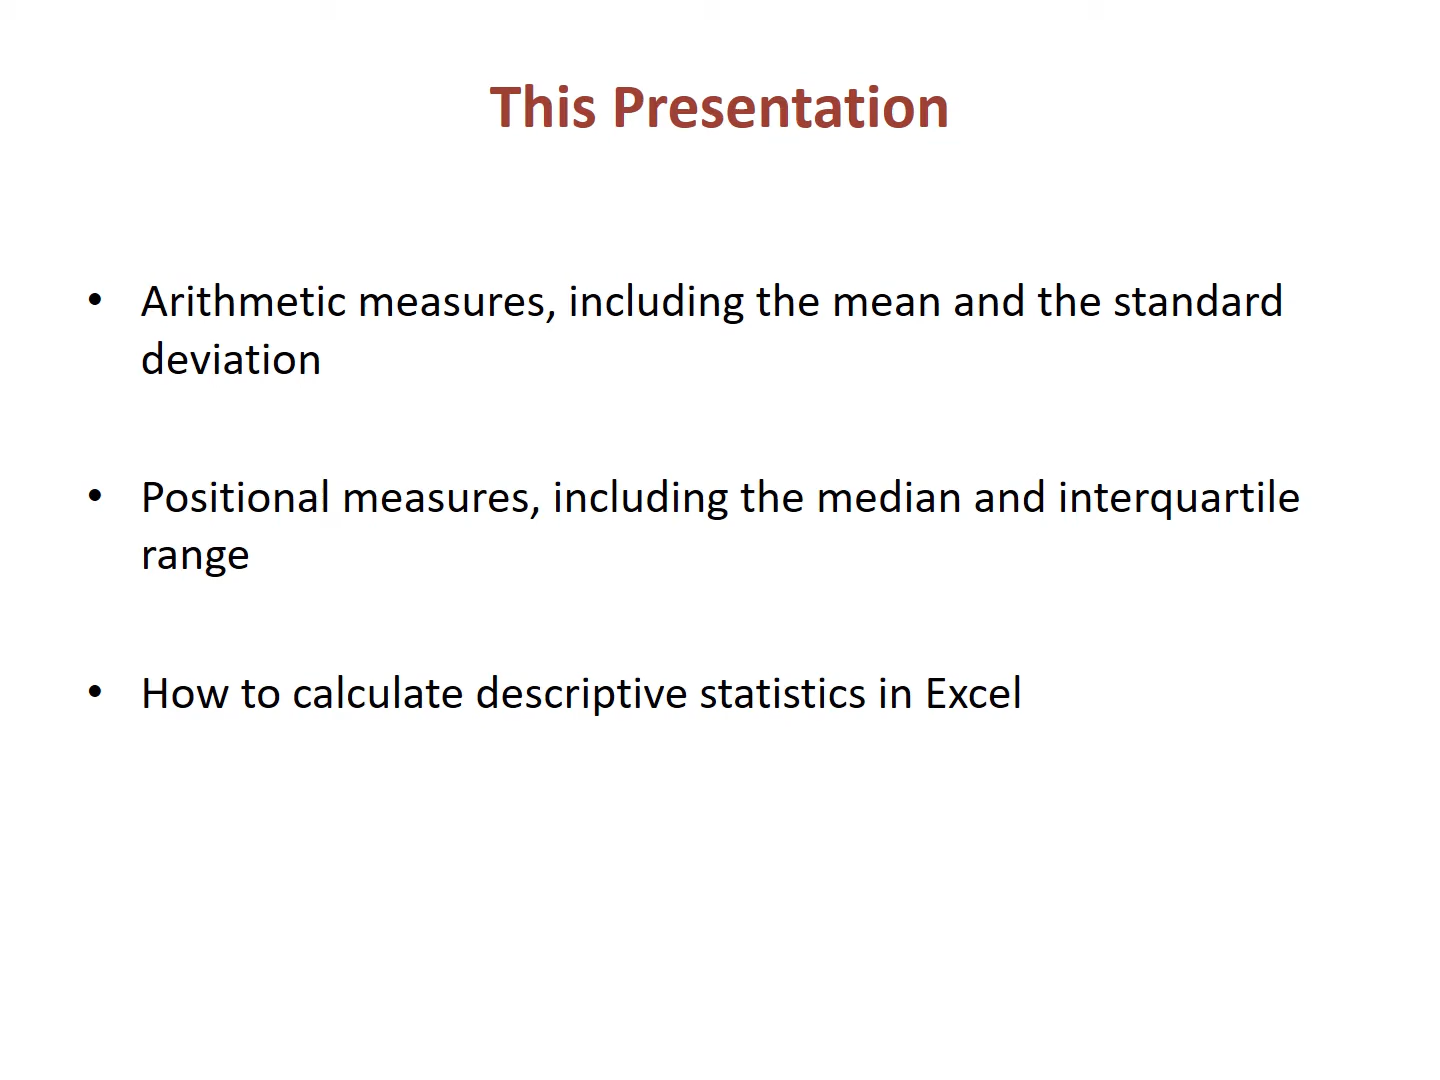 This Presentation
• Arithmetic measures, including the mean and the standard
deviation
• Positional measures, including the median and interquartile
range
• How to calculate descriptive statistics in Excel